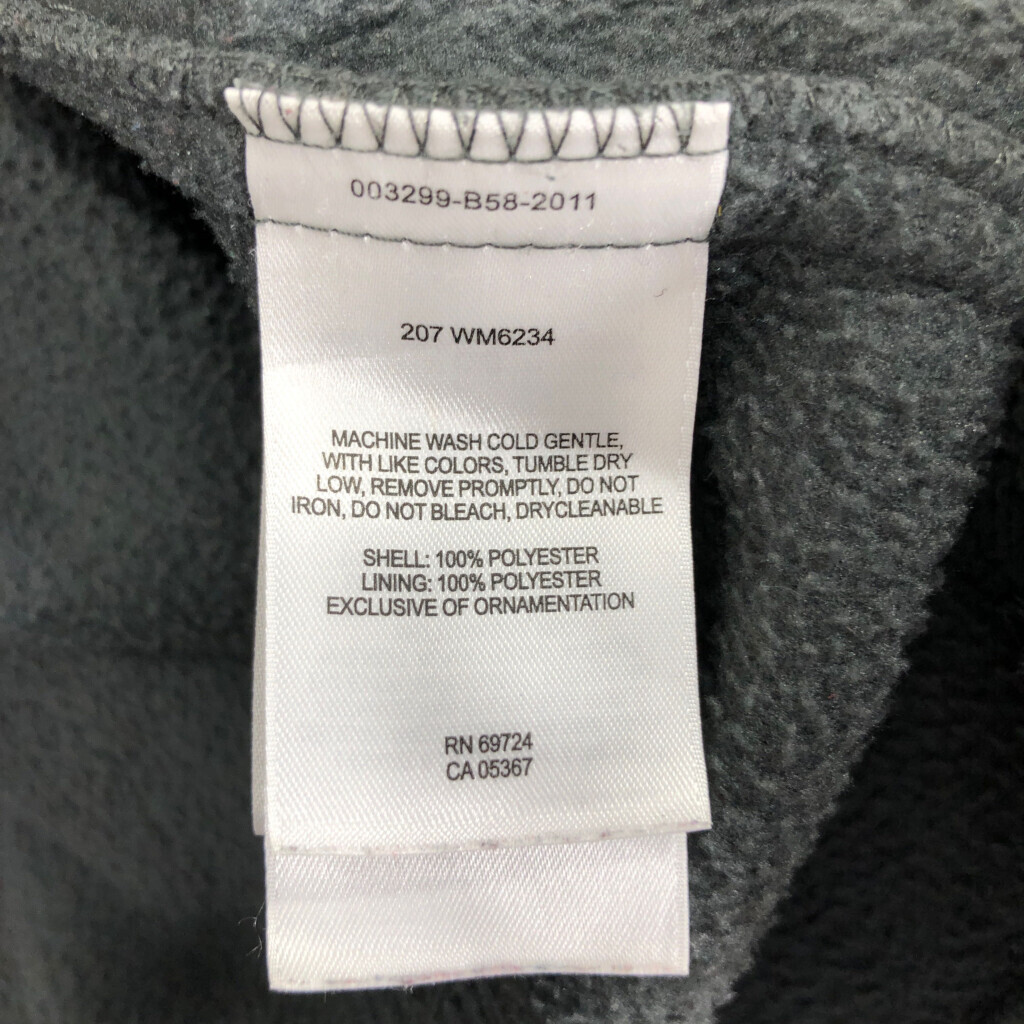 003299-B58-2011
207 WM6234
MACHINE WASH COLD GENTLE,
WITH LIKE COLORS, TUMBLE DRY
LOW, REMOVE PROMPTLY, DO NOT
IRON, DO NOT BLEACH, DRYCLEANABLE
SHELL: 100% POLYESTER
LINING: 100% POLYESTER
EXCLUSIVE OF ORNAMENTATION
RN 69724
CA 05367